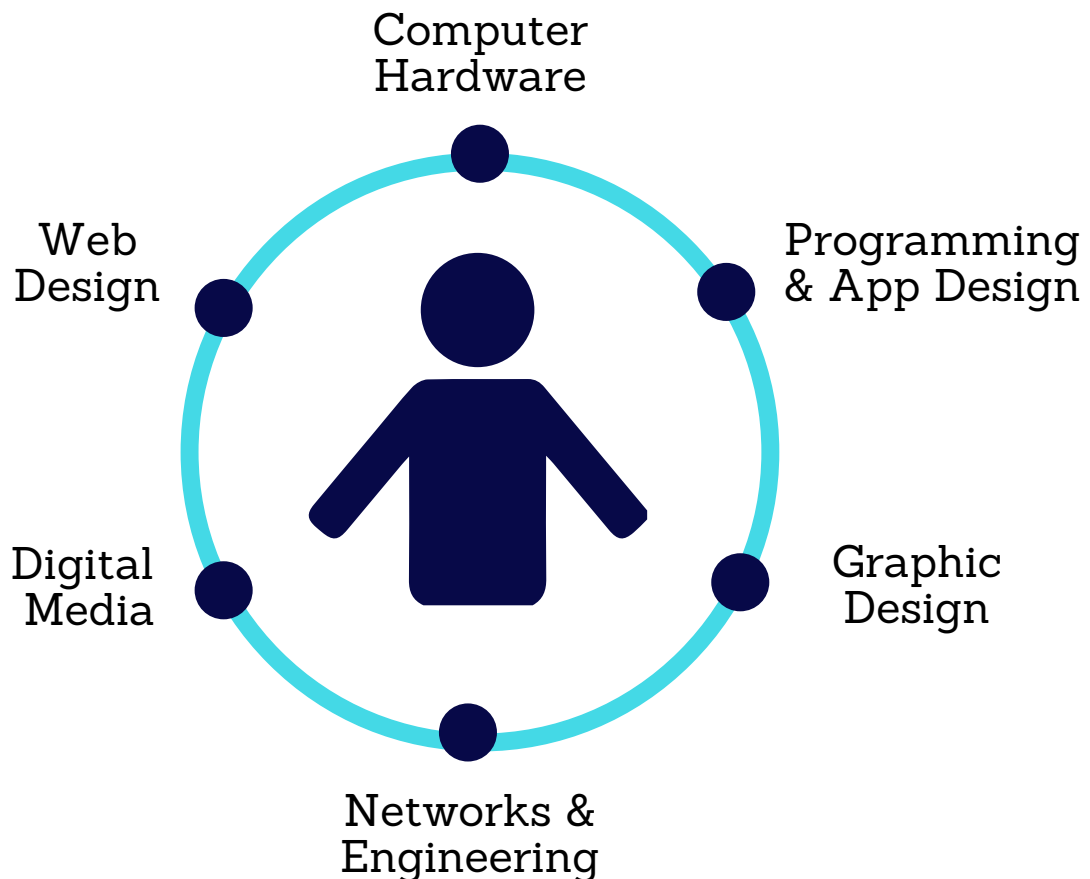 Computer
Hardware
Web
Design
Programming
& App Design
Digital
Media
Graphic
Design
Networks &
Engineering